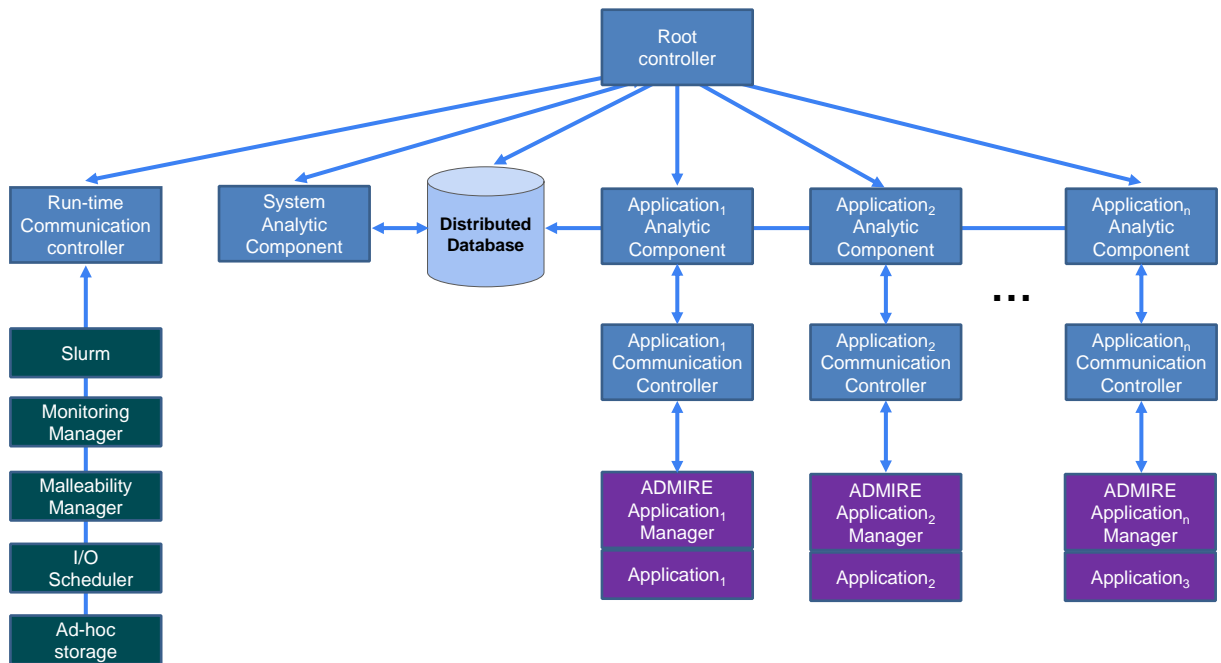 Root
controller
Run-time
Communication
controller
System
Analytic
Component
Distributed
Database
Application₁
Analytic
Component
Application₂
Analytic
Component
Applicationₙ
Analytic
Component
...
Application₁
Communication
Controller
Application₂
Communication
Controller
Applicationₙ
Communication
Controller
Slurm
Monitoring
Manager
Malleability
Manager
I/O
Scheduler
Ad-hoc
storage
ADMIRE
Application₁
Manager
Application₁
ADMIRE
Application₂
Manager
Application₂
ADMIRE
Applicationₙ
Manager
Application₃